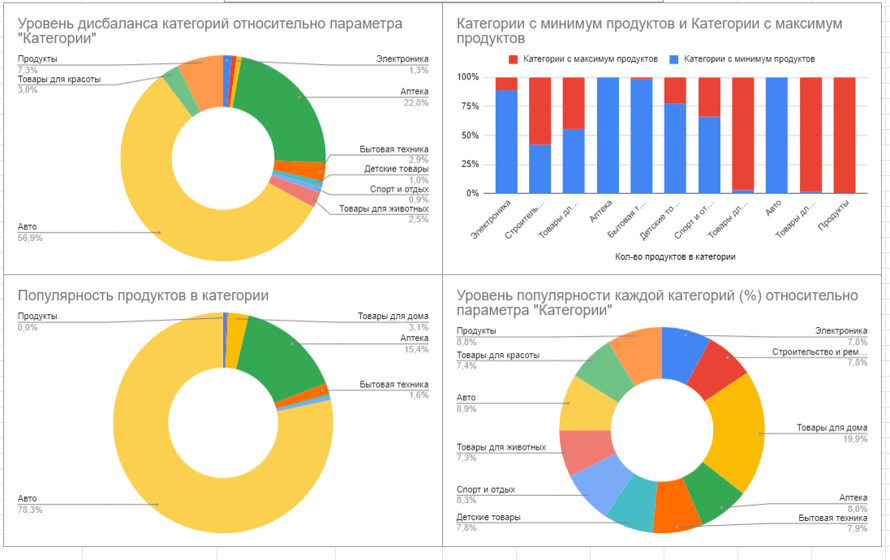 Уровень дисбаланса категорий относительно параметра
"Категории"
Продукты
7,3%
Товары для красоты
3,0%
Авто
56,9%
Электроника
1,3%
Аптека
22,8%
Бытовая техника
2,9%
Детские товары
1,0%
Спорт и отдых
0,9%
Товары для животных
2,5%
Категории с минимум продуктов и Категории с максимум
продуктов
Категории с максимум продуктов
Категории с минимум продуктов
100%
75%
50%
25%
0%
Электроника
Строитель…
Товары дл…
Аптека
Бытовая т…
Детские то…
Спорт и от…
Товары дл…
Авто
Товары дл…
Продукты
Кол-во продуктов в категории
Популярность продуктов в категории
Продукты
0,0%
Авто
78,3%
Товары для дома
3,1%
Аптека
15,4%
Бытовая техника
1,6%
Уровень популярности каждой категорий (%) относительно
параметра "Категории"
Продукты
8,8%
Товары для красоты
7,4%
Авто
8,9%
Товары для животных
7,3%
Спорт и отдых
8,3%
Детские товары
7,8%
Электроника
7,8%
Строительство и рем…
7,8%
Товары для дома
19,9%
Аптека
8,0%
Бытовая техника
7,9%